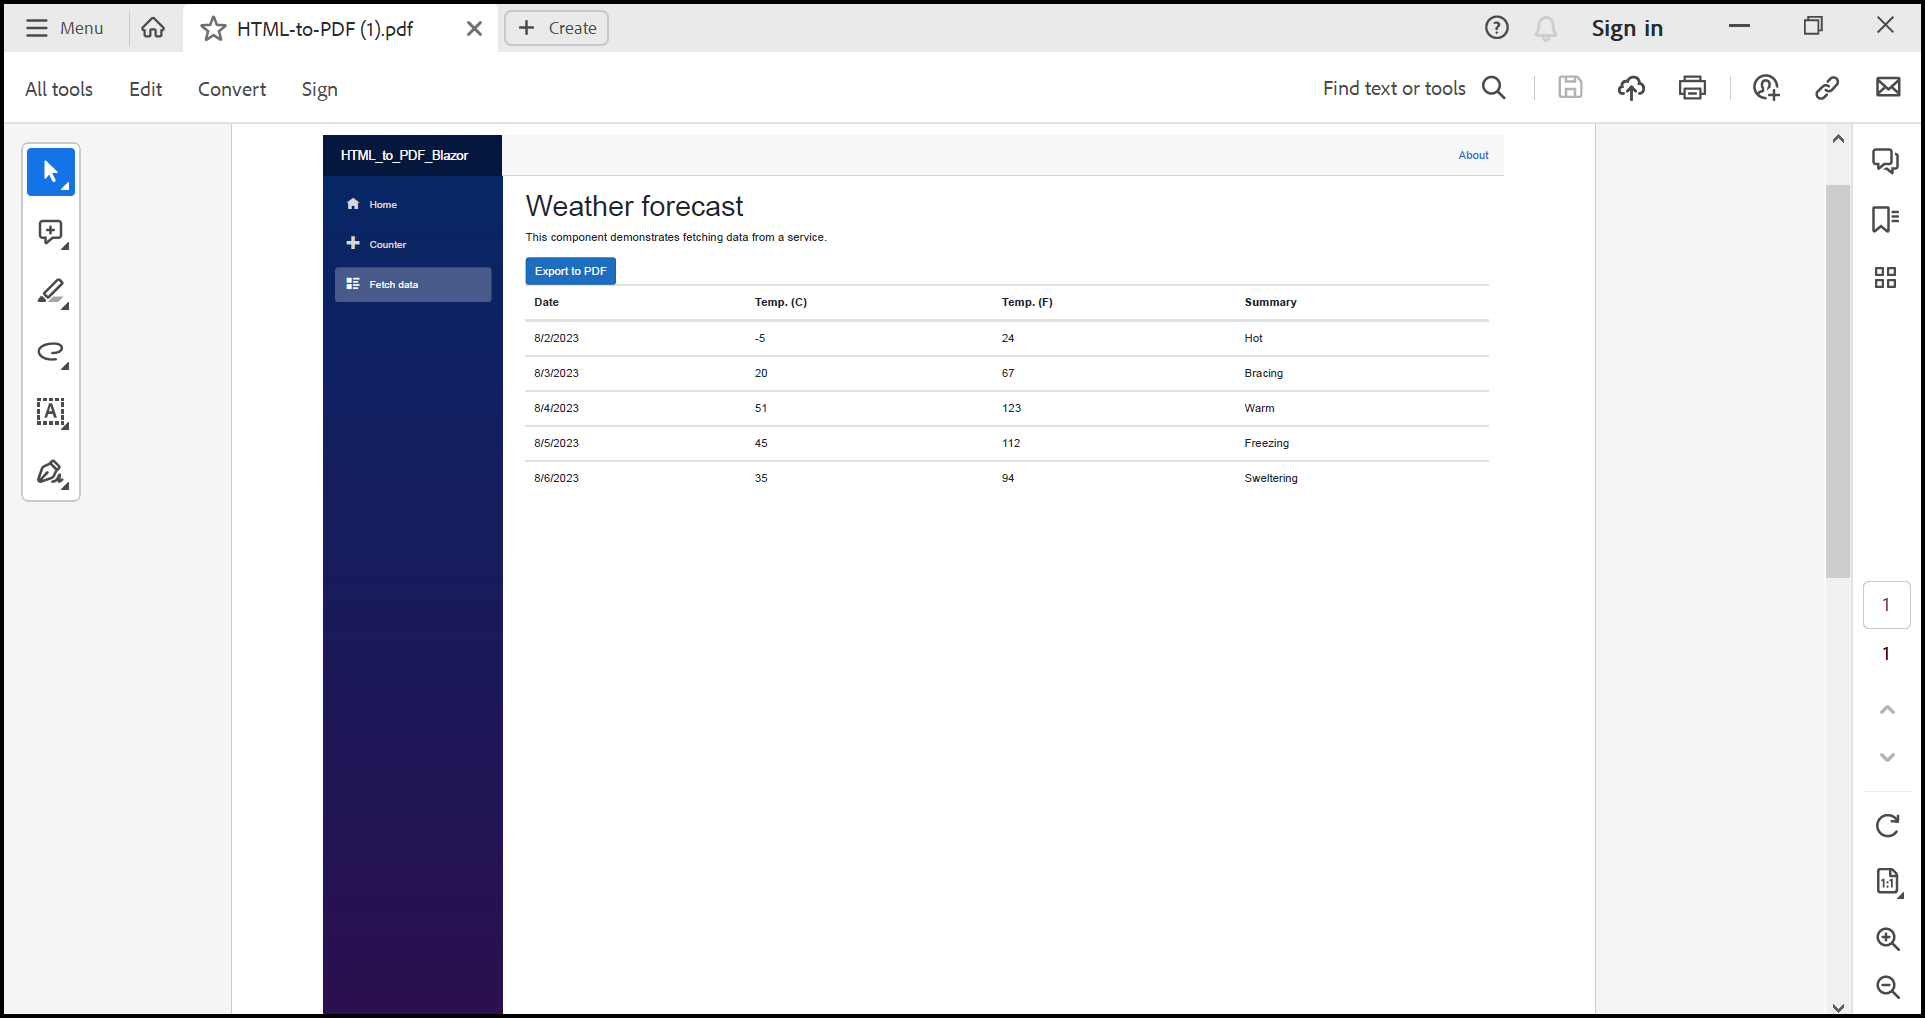 Menu HTML-to-PDF (1).pdf Create Sign in
All tools Edit Convert Sign Find text or tools
HTML_to_PDF_Blazor About
Home
Counter
Fetch data
Weather forecast
This component demonstrates fetching data from a service.
Export to PDF
Date Temp. (C) Temp. (F) Summary
8/2/2023 -5 24 Hot
8/3/2023 20 67 Bracing
8/4/2023 51 123 Warm
8/5/2023 45 112 Freezing
8/6/2023 35 94 Sweltering
1
1
1:1